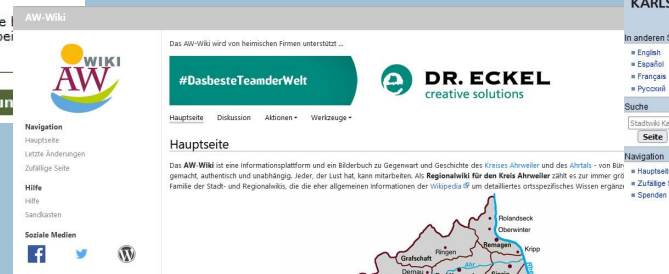 AW-Wiki
WIKI
AW
Navigation
Hauptseite
Letzte Änderungen
Zufällige Seite
Hilfe
Hilfe
Sandkasten
Soziale Medien
Das AW-Wiki wird von heimischen Firmen unterstützt ...
#DasbesteTeamderWelt
DR. ECKEL
creative solutions
Hauptseite Diskussion Aktionen Werkzeuge
Hauptseite
Das AW-Wiki ist eine Informationsplattform und ein Bilderbuch zu Gegenwart und Geschichte des Kreises Ahrweiler und des Ahrtals - von
gemacht, authentisch und unabhängig. Jeder, der Lust hat, kann mitarbeiten. Als Regionalwiki für den Kreis Ahrweiler zählt es zur immer
Familie der Stadt- und Regionalwikis, die die eher allgemeinen Informationen der Wikipedia um detailliertes ortsspezifisches Wissen
Rolandseck
Oberwinter
Remagen
Kripp
Ringen
Grafschaft
Ahr
Dernau
Sinzig
In anderen
English
Español
Français
Русский
Suche
Stadtwiki
Seite
Navigation
Zufällige
Spenden